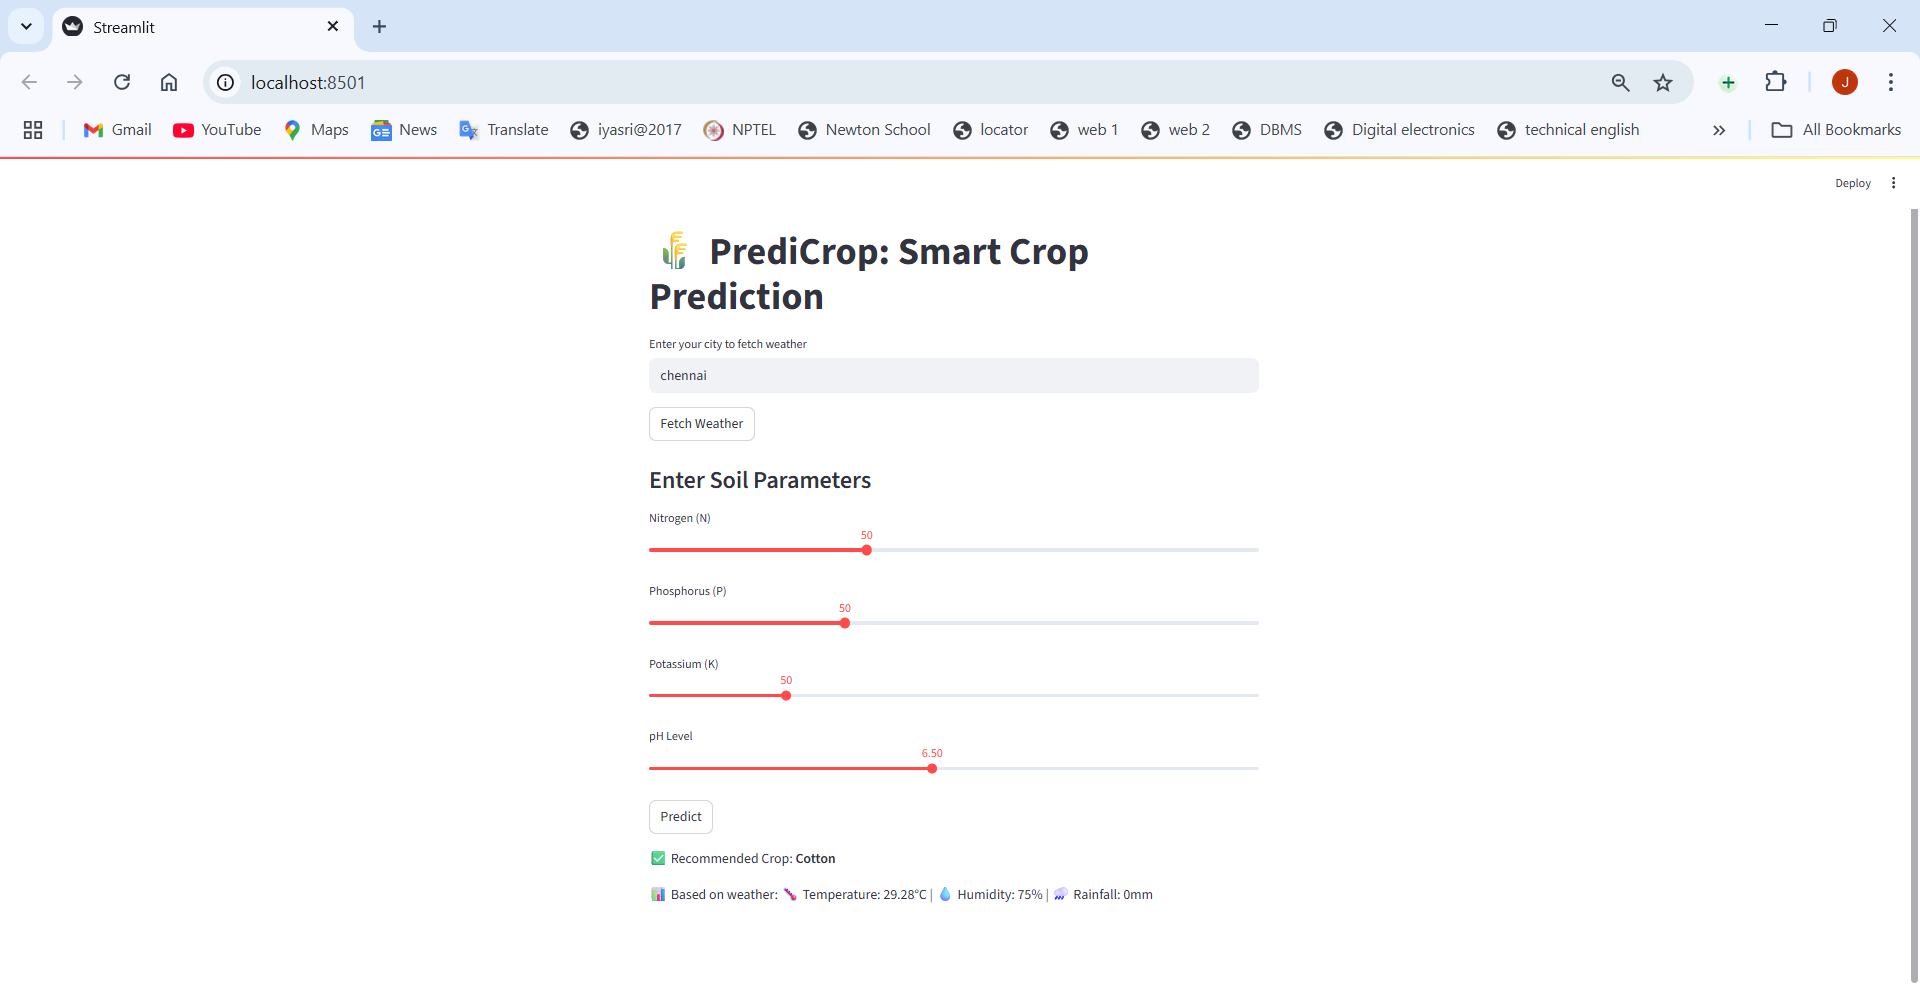 Streamlit
localhost:8501
J
Gmail
YouTube
Maps
News
Translate
iyasri@2017
NPTEL
Newton School
locator
web 1
web 2
DBMS
Digital electronics
technical english
All Bookmarks
Deploy
PrediCrop: Smart Crop
Prediction
Enter your city to fetch weather
chennai
Fetch Weather
Enter Soil Parameters
Nitrogen (N)
50
Phosphorus (P)
50
Potassium (K)
50
pH Level
6.50
Predict
Recommended Crop: Cotton
Based on weather: Temperature: 29.28°C | Humidity: 75% | Rainfall: 0mm